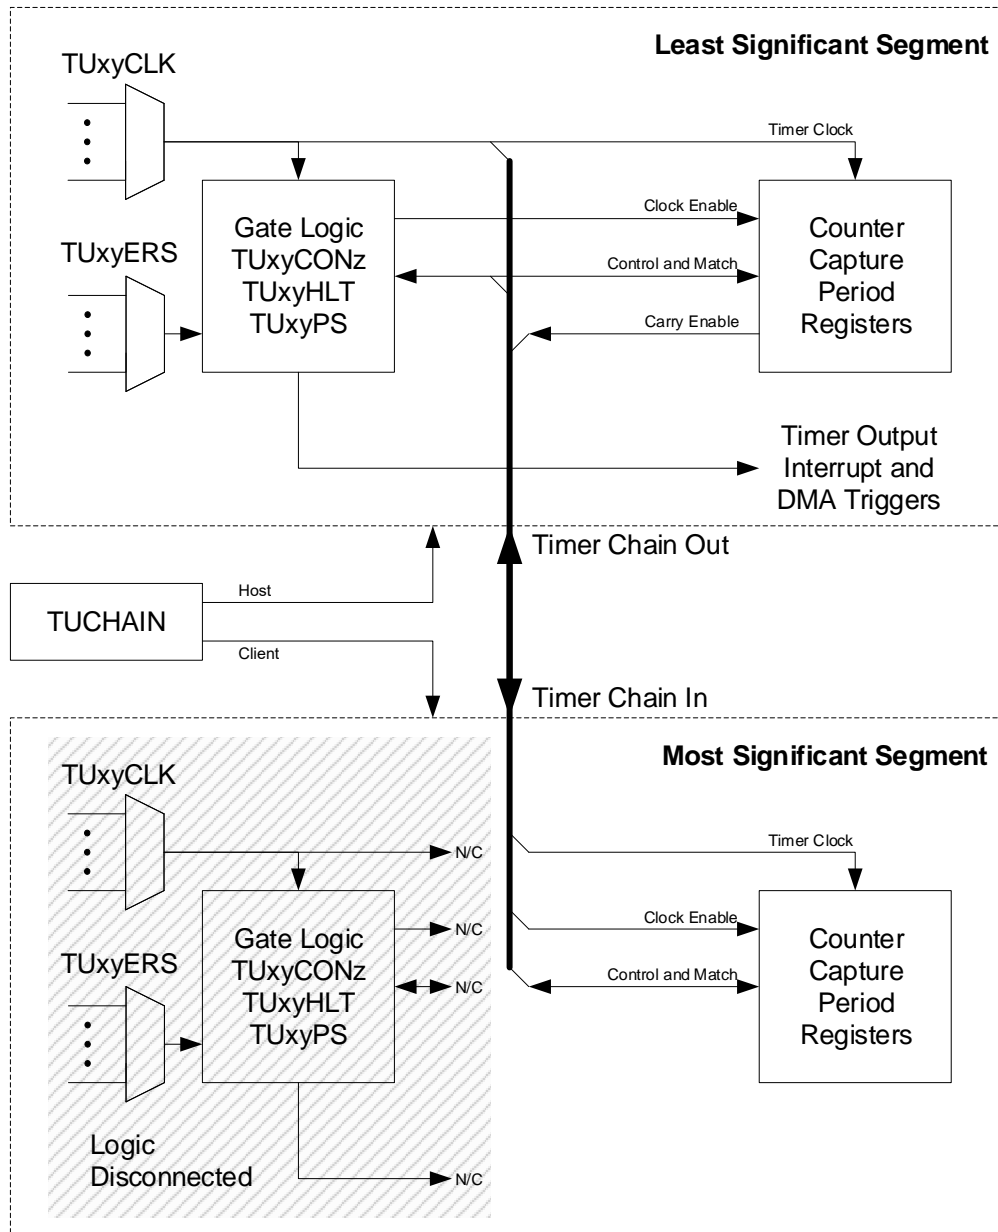 Least Significant Segment
TUxyCLK
Timer Clock
Clock Enable
Gate Logic
TUxyCONz
TUxyHLT
TUxyPS
Counter
Capture
Period
Registers
TUxyERS
Control and Match
Carry Enable
Timer Output
Interrupt and
DMA Triggers
Timer Chain Out
TUCHAIN
Host
Client
Timer Chain In
Most Significant Segment
TUxyCLK
Timer Clock
N/C
Clock Enable
N/C
Gate Logic
TUxyCONz
TUxyHLT
TUxyPS
Counter
Capture
Period
Registers
TUxyERS
N/C
Control and Match
Logic
Disconnected
N/C